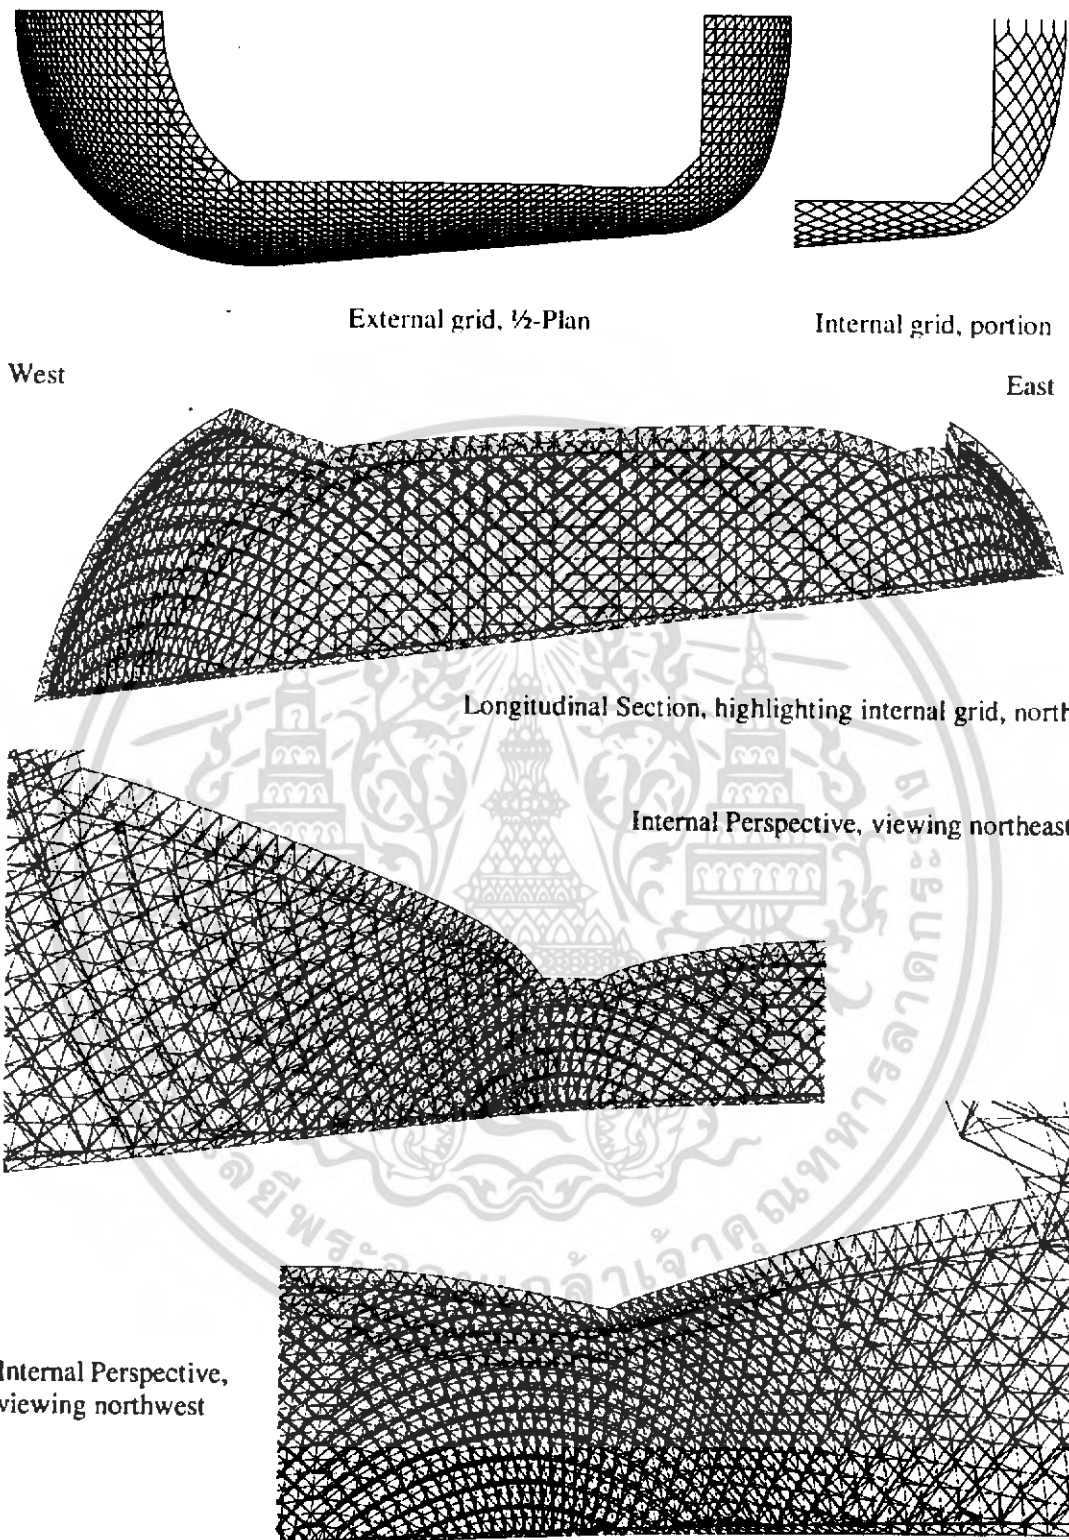 External grid, ½-Plan
Internal grid, portion
West
East
Longitudinal Section, highlighting internal grid, north
Internal Perspective, viewing northeast
Internal Perspective,
viewing northwest